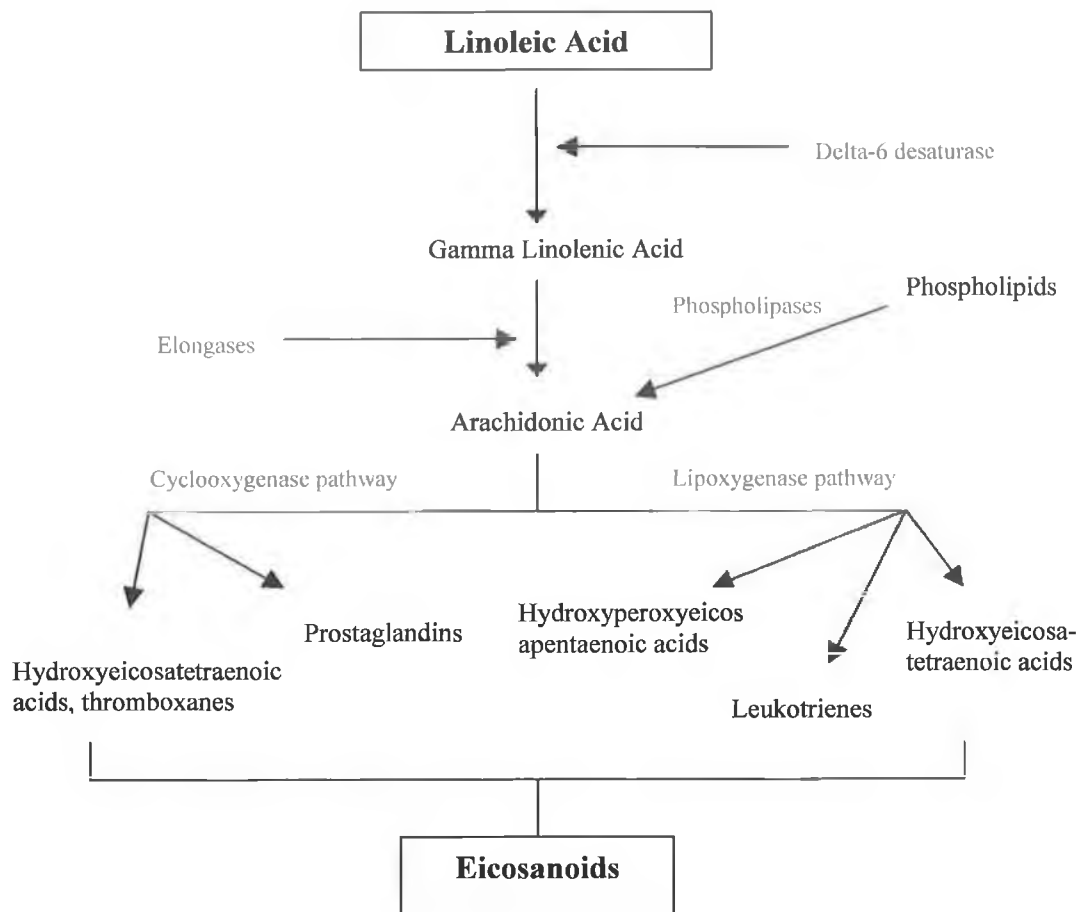 Linoleic Acid
Delta-6 desaturase
Gamma Linolenic Acid
Phospholipids
Phospholipases
Elongases
Arachidonic Acid
Cyclooxygenase pathway
Lipoxygenase pathway
Prostaglandins
Hydroxyperoxyeicos
apentaenoic acids
Hydroxyeicosa-
tetraenoic acids
Hydroxyeicosatetraenoic
acids, thromboxanes
Leukotrienes
Eicosanoids